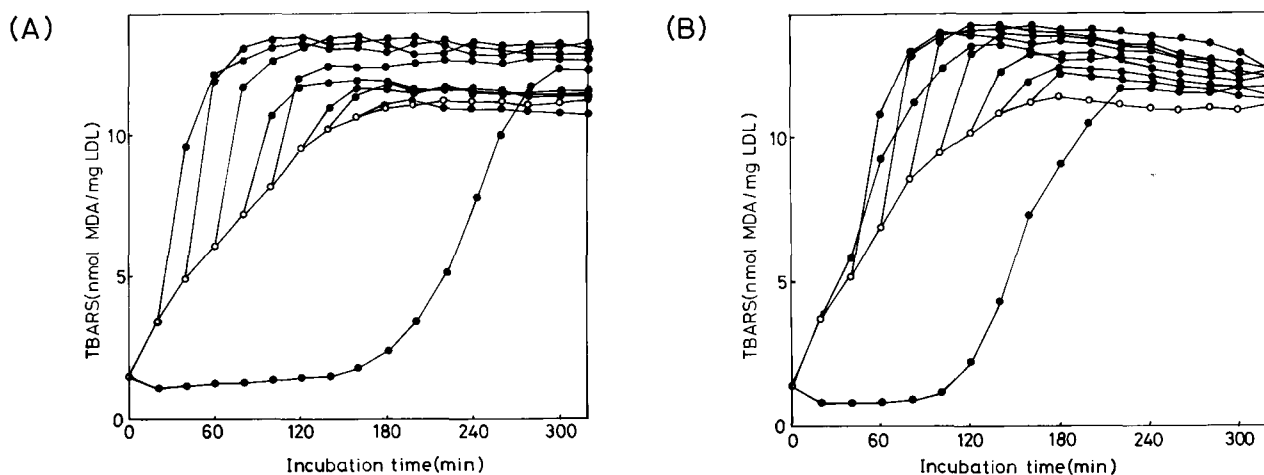 (A)
TBARS(nmol MDA/mg LDL)
10
5
0
0 60 120 180 240 300
Incubation time(min)
(B)
TBARS(nmol MDA/mg LDL)
10
5
0
0 60 120 180 240 300
Incubation time(min)